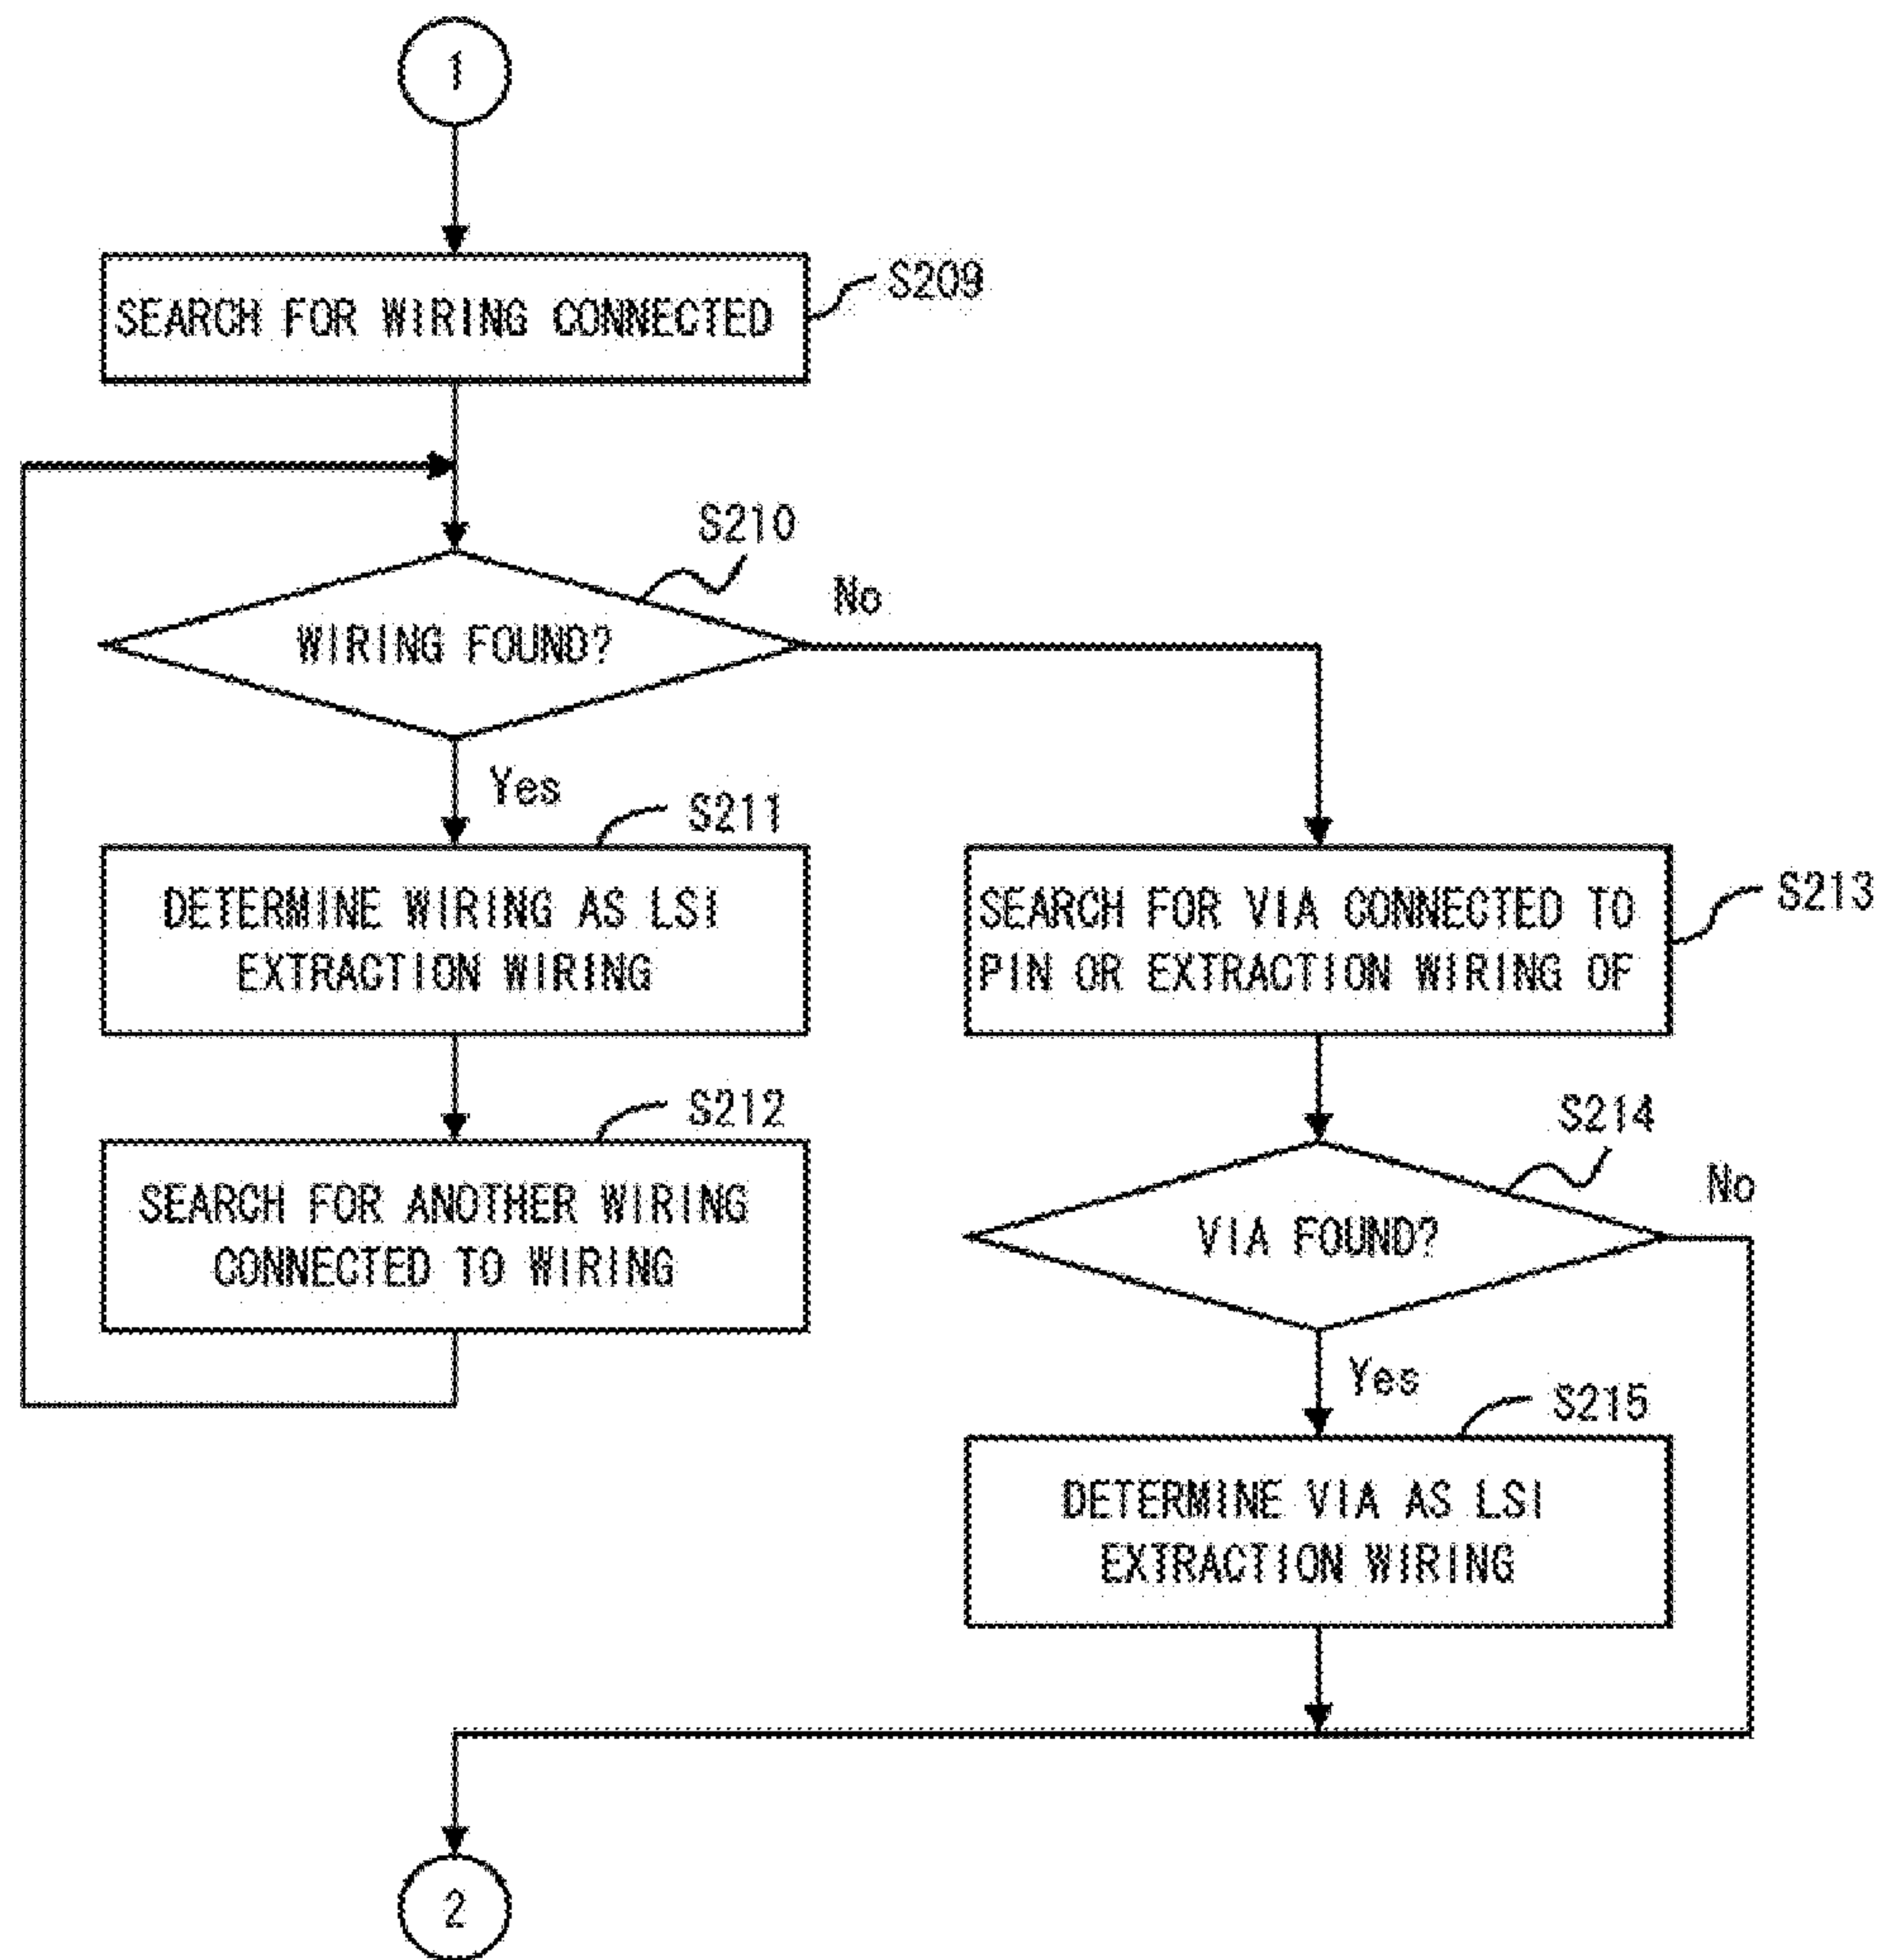 1
S209
SEARCH FOR WIRING CONNECTED
S210
No
WIRING FOUND?
Yes
S211
DETERMINE WIRING AS LSI
EXTRACTION WIRING
S212
SEARCH FOR ANOTHER WIRING
CONNECTED TO WIRING
S213
SEARCH FOR VIA CONNECTED TO
PIN OR EXTRACTION WIRING OF
S214
No
VIA FOUND?
Yes
S215
DETERMINE VIA AS LSI
EXTRACTION WIRING
2